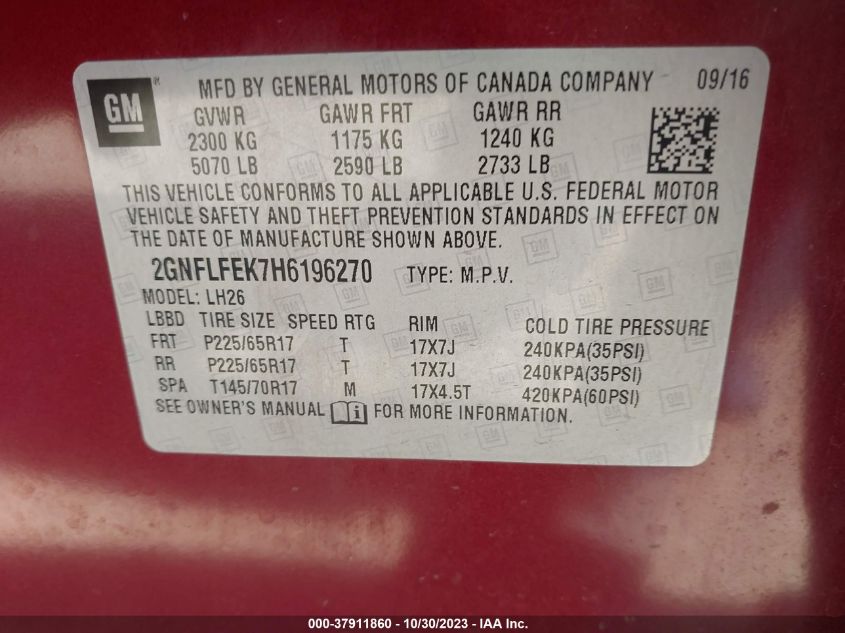 GM MFD BY GENERAL MOTORS OF CANADA COMPANY 09/16
GVWR GAWR FRT GAWR RR
2300 KG 1175 KG 1240 KG
5070 LB 2590 LB 2733 LB
THIS VEHICLE CONFORMS TO ALL APPLICABLE U.S. FEDERAL MOTOR
VEHICLE SAFETY AND THEFT PREVENTION STANDARDS IN EFFECT ON
THE DATE OF MANUFACTURE SHOWN ABOVE.
2GNFLFEK7H6196270 TYPE: M.P.V.
MODEL: LH26
LBBD TIRE SIZE SPEED RTG RIM COLD TIRE PRESSURE
FRT P225/65R17 T 17X7J 240KPA(35PSI)
RR P225/65R17 T 17X7J 240KPA(35PSI)
SPA T145/70R17 M 17X4.5T 420KPA(60PSI)
SEE OWNER'S MANUAL i FOR MORE INFORMATION.
000-37911860 - 10/30/2023 - IAA Inc.